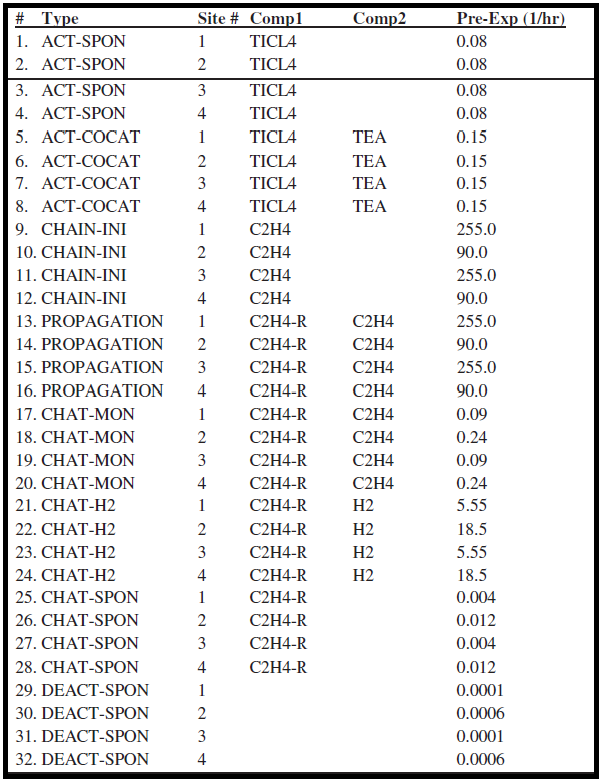 # Type Site # Comp1 Comp2 Pre-Exp (1/hr)
1. ACT-SPON 1 TICL4 0.08
2. ACT-SPON 2 TICL4 0.08
3. ACT-SPON 3 TICL4 0.08
4. ACT-SPON 4 TICL4 0.08
5. ACT-COCAT 1 TICL4 TEA 0.15
6. ACT-COCAT 2 TICL4 TEA 0.15
7. ACT-COCAT 3 TICL4 TEA 0.15
8. ACT-COCAT 4 TICL4 TEA 0.15
9. CHAIN-INI 1 C2H4 255.0
10. CHAIN-INI 2 C2H4 90.0
11. CHAIN-INI 3 C2H4 255.0
12. CHAIN-INI 4 C2H4 90.0
13. PROPAGATION 1 C2H4-R C2H4 255.0
14. PROPAGATION 2 C2H4-R C2H4 90.0
15. PROPAGATION 3 C2H4-R C2H4 255.0
16. PROPAGATION 4 C2H4-R C2H4 90.0
17. CHAT-MON 1 C2H4-R C2H4 0.09
18. CHAT-MON 2 C2H4-R C2H4 0.24
19. CHAT-MON 3 C2H4-R C2H4 0.09
20. CHAT-MON 4 C2H4-R C2H4 0.24
21. CHAT-H2 1 C2H4-R H2 5.55
22. CHAT-H2 2 C2H4-R H2 18.5
23. CHAT-H2 3 C2H4-R H2 5.55
24. CHAT-H2 4 C2H4-R H2 18.5
25. CHAT-SPON 1 C2H4-R 0.004
26. CHAT-SPON 2 C2H4-R 0.012
27. CHAT-SPON 3 C2H4-R 0.004
28. CHAT-SPON 4 C2H4-R 0.012
29. DEACT-SPON 1 0.0001
30. DEACT-SPON 2 0.0006
31. DEACT-SPON 3 0.0001
32. DEACT-SPON 4 0.0006